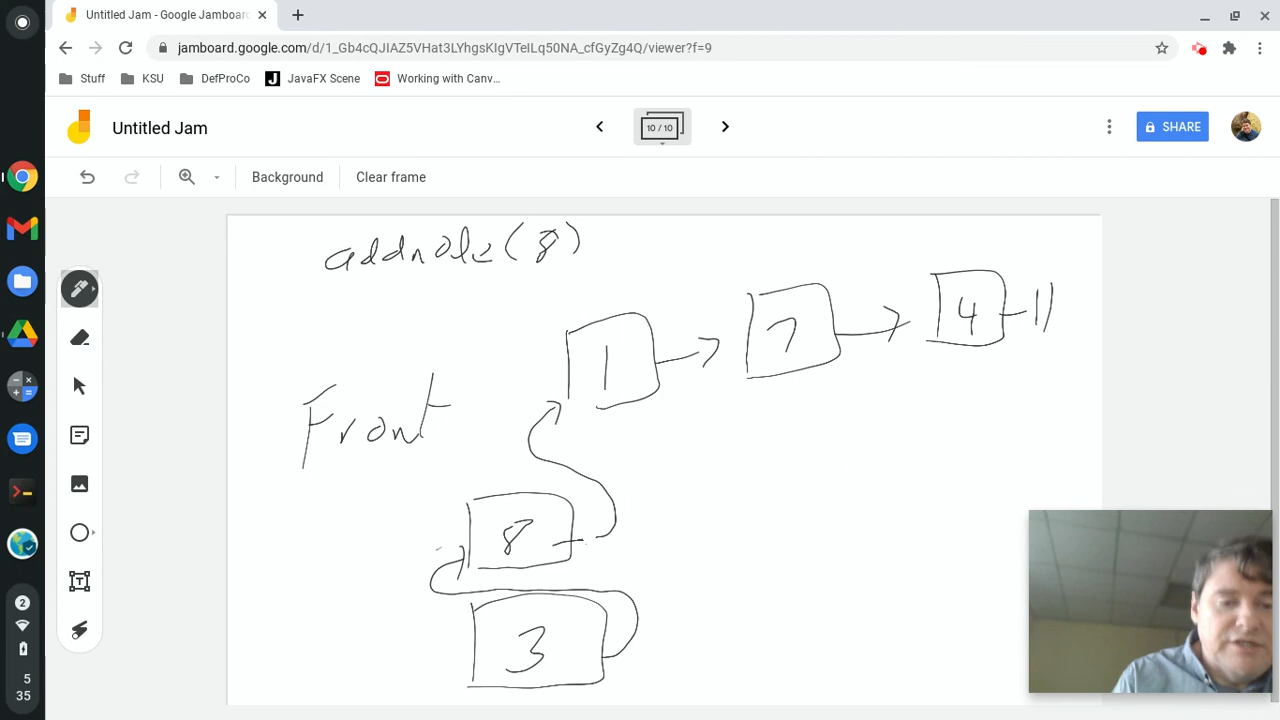 Untitled Jam - Google Jamboard
jamboard.google.com/d/1_Gb4cQJIAZ5VHat3LYhgsKIgVTeILq50NA_cfGyZg4Q/viewer?f=9
Stuff KSU DefProCo JavaFX Scene Working with Canv...
Untitled Jam
10 / 10
SHARE
Background Clear frame
addnode(8)
1 7 4
Front
8
3
2
5
35